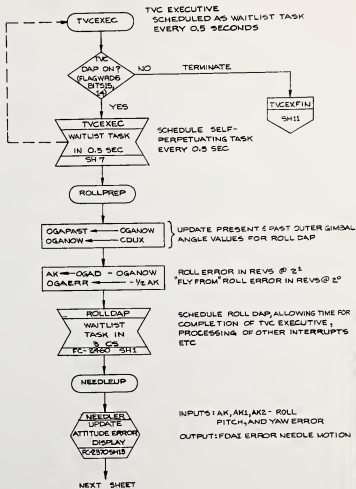 TVC EXECUTIVE
SCHEDULED AS WAITLIST TASK
EVERY 0.5 SECONDS
TVCEXEC
TVC
DAP ON?
(FLAGWRD6
BITS 15,
14)
NO
TERMINATE
YES
TVCEXFIN
SH 11
TVCEXEC
WAITLIST TASK
IN 0.5 SEC
SH 7
SCHEDULE SELF-
PERPETUATING TASK
EVERY 0.5 SEC
ROLLPREP
OGAPAST ← OGANOW
OGANOW ← CDUX
UPDATE PRESENT & PAST OUTER GIMBAL
ANGLE VALUES FOR ROLL DAP
AK ← OGAD - OGANOW
OGAERR ← -1/2 AK
ROLL ERROR IN REVS @ 2¹
"FLY FROM" ROLL ERROR IN REVS @ 2⁰
ROLLDAP
WAITLIST
TASK IN
3 CS
FC-2460 SH1
SCHEDULE ROLL DAP, ALLOWING TIME FOR
COMPLETION OF TVC EXECUTIVE,
PROCESSING OF OTHER INTERRUPTS
ETC
NEEDLEUP
NEEDLER
UPDATE
ATTITUDE ERROR
DISPLAY
FC-2370 SH13
INPUTS: AK, AK1, AK2 - ROLL
PITCH, AND YAW ERROR
OUTPUT: FDAI ERROR NEEDLE MOTION
NEXT SHEET